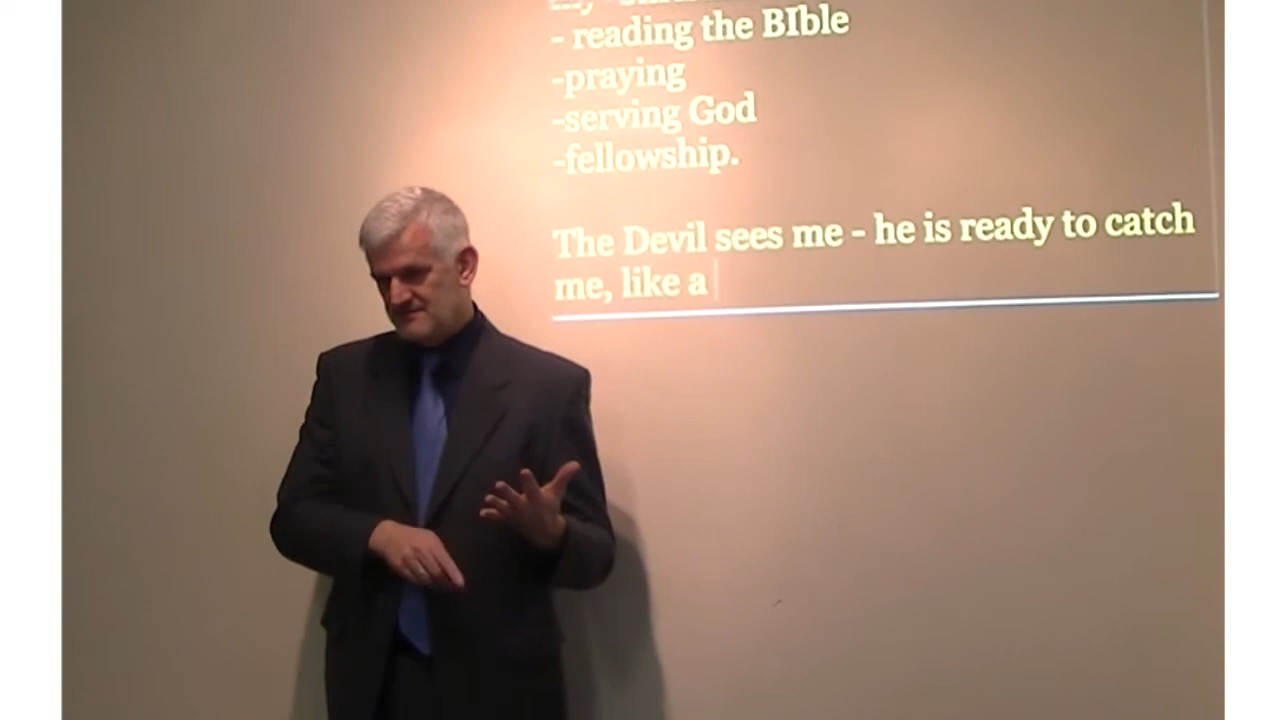 - reading the BIble
-praying
-serving God
-fellowship.
The Devil sees me - he is ready to catch
me, like a